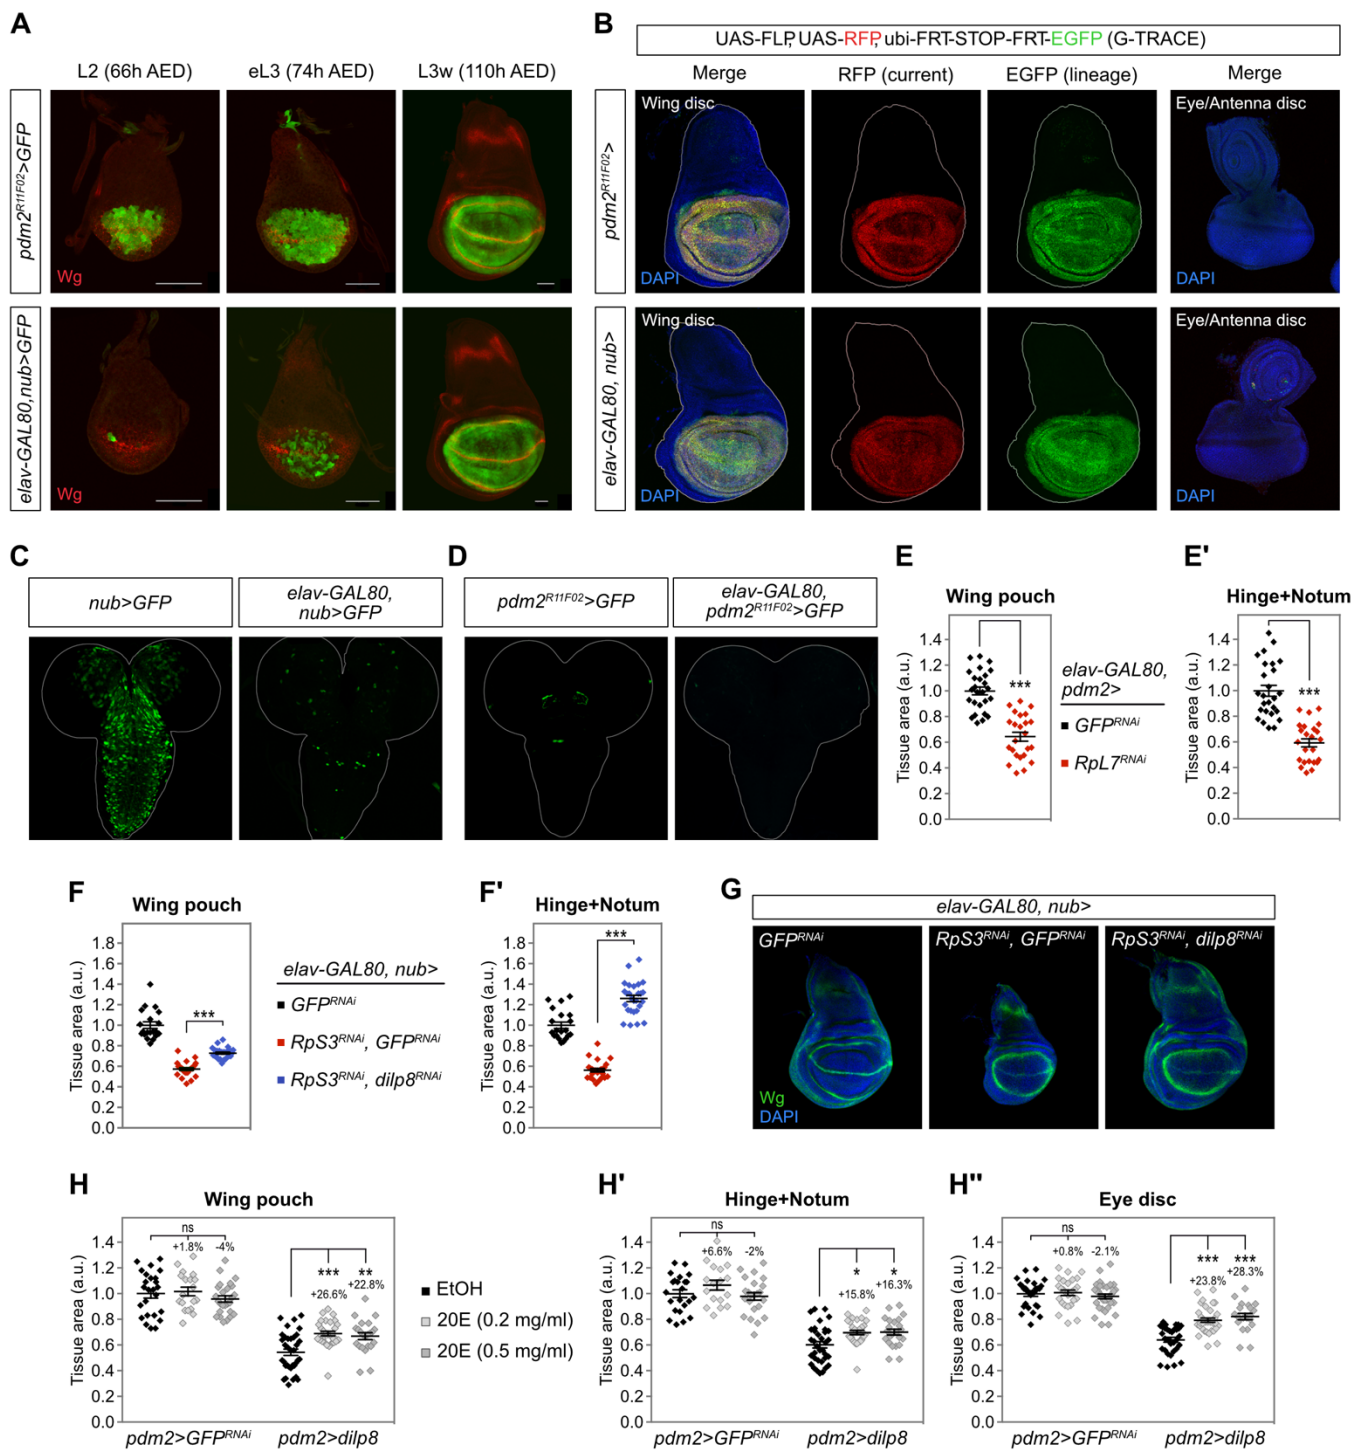 A
B
UAS-FLP, UAS-RFP, ubi-FRT-STOP-FRT-EGFP (G-TRACE)
L2 (66h AED)
eL3 (74h AED)
L3w (110h AED)
Merge
RFP (current)
EGFP (lineage)
Merge
pdm2R11F02>GFP
Wg
pdm2R11F02>
Wing disc
DAPI
Eye/Antenna disc
DAPI
elav-GAL80,nub>GFP
Wg
elav-GAL80, nub>
Wing disc
DAPI
Eye/Antenna disc
DAPI
C
nub>GFP
elav-GAL80,
nub>GFP
D
pdm2R11F02>GFP
elav-GAL80,
pdm2R11F02>GFP
E
Wing pouch
Tissue area (a.u.)
1.4
1.2
1.0
0.8
0.6
0.4
0.2
0.0
***
elav-GAL80,
pdm2>
GFPRNAi
RpL7RNAi
E'
Hinge+Notum
Tissue area (a.u.)
1.4
1.2
1.0
0.8
0.6
0.4
0.2
0.0
***
F
Wing pouch
Tissue area (a.u.)
1.8
1.6
1.4
1.2
1.0
0.8
0.6
0.4
0.2
0.0
***
elav-GAL80, nub>
GFPRNAi
RpS3RNAi, GFPRNAi
RpS3RNAi, dilp8RNAi
F'
Hinge+Notum
Tissue area (a.u.)
1.8
1.6
1.4
1.2
1.0
0.8
0.6
0.4
0.2
0.0
***
G
elav-GAL80, nub>
GFPRNAi
RpS3RNAi, GFPRNAi
RpS3RNAi, dilp8RNAi
Wg
DAPI
H
Wing pouch
Tissue area (a.u.)
1.4
1.2
1.0
0.8
0.6
0.4
0.2
0.0
ns
+1.8%
-4%
***
+26.6%
**
+22.8%
pdm2>GFPRNAi
pdm2>dilp8
EtOH
20E (0.2 mg/ml)
20E (0.5 mg/ml)
H'
Hinge+Notum
Tissue area (a.u.)
1.4
1.2
1.0
0.8
0.6
0.4
0.2
0.0
ns
+6.6%
-2%
*
+15.8%
*
+16.3%
pdm2>GFPRNAi
pdm2>dilp8
H''
Eye disc
Tissue area (a.u.)
1.4
1.2
1.0
0.8
0.6
0.4
0.2
0.0
ns
+0.8%
-2.1%
***
+23.8%
***
+28.3%
pdm2>GFPRNAi
pdm2>dilp8